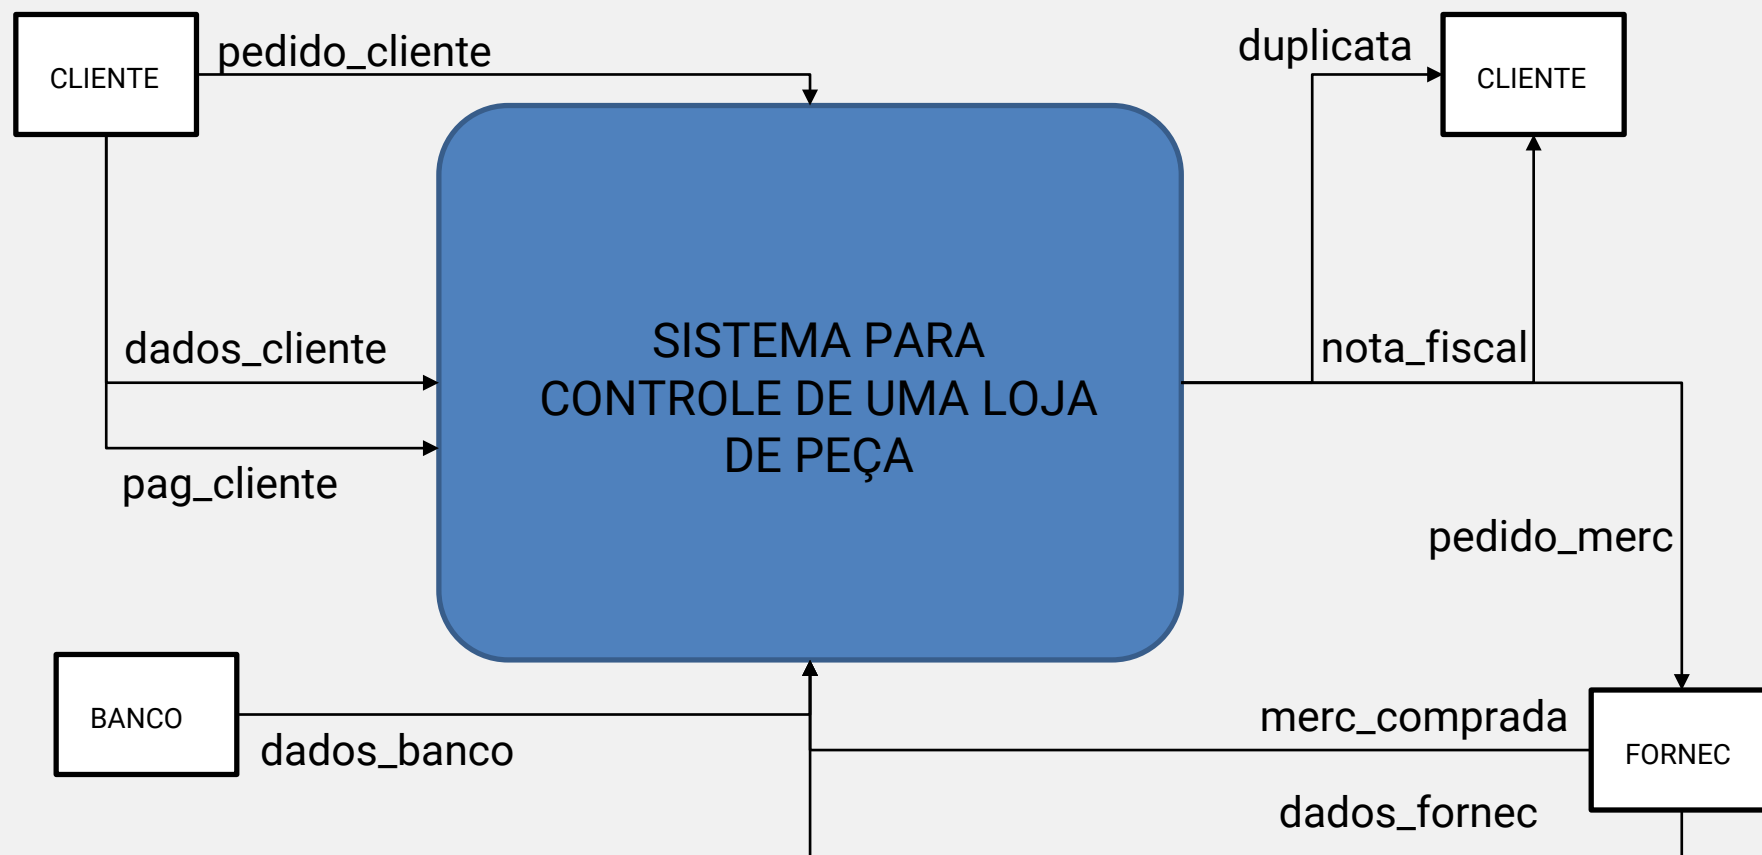 CLIENTE
pedido_cliente
duplicata
CLIENTE
dados_cliente
pag_cliente
SISTEMA PARA
CONTROLE DE UMA LOJA
DE PEÇA
nota_fiscal
pedido_merc
BANCO
dados_banco
merc_comprada
FORNEC
dados_fornec